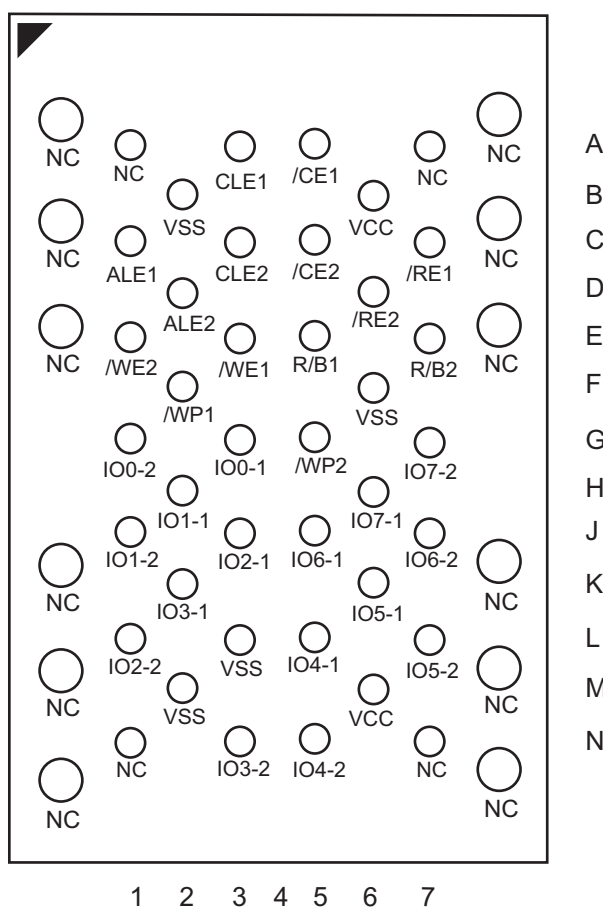 NC NC CLE1 /CE1 NC NC A
VSS VCC B
NC ALE1 CLE2 /CE2 /RE1 NC C
ALE2 /RE2 D
NC /WE2 /WE1 R/B1 R/B2 NC E
/WP1 VSS F
IO0-2 IO0-1 /WP2 IO7-2 G
IO1-1 IO7-1 H
IO1-2 IO2-1 IO6-1 IO6-2 J
NC IO3-1 IO5-1 NC K
IO2-2 VSS IO4-1 IO5-2 L
NC VSS VCC NC M
NC IO3-2 IO4-2 NC N
NC NC
1 2 3 4 5 6 7